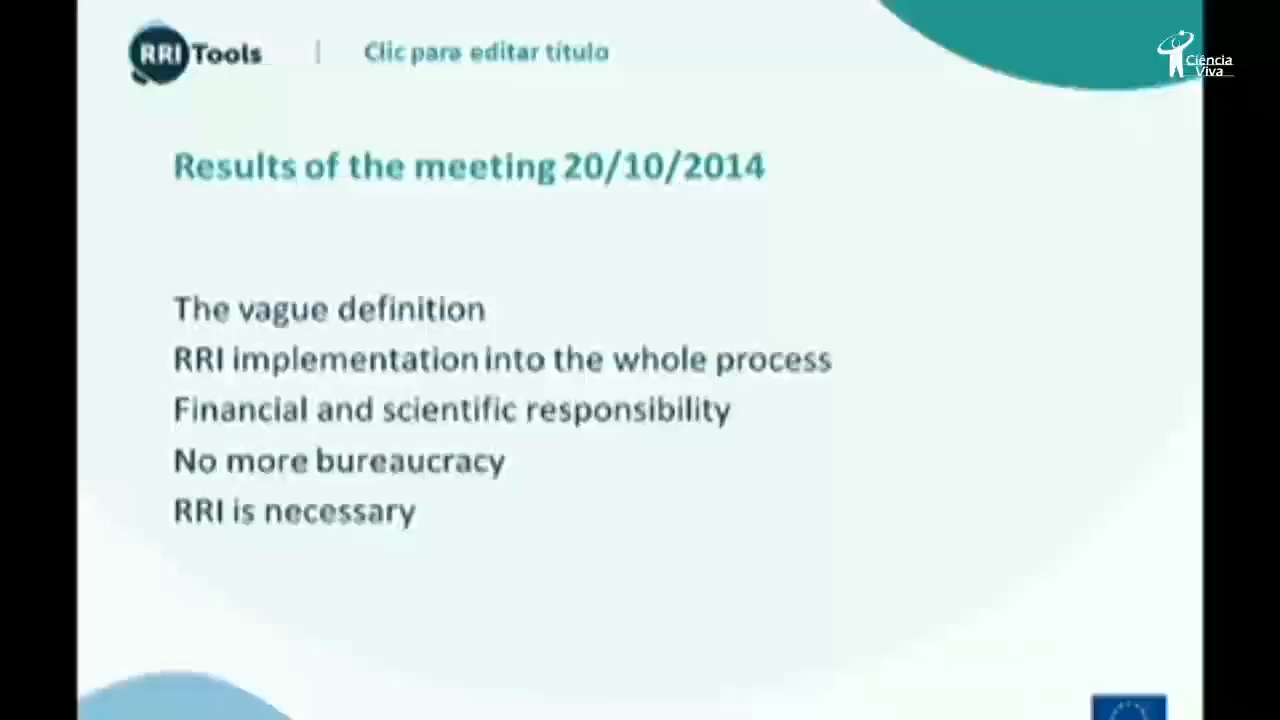 RRI Tools | Clic para editar título
Ciência
Viva
Results of the meeting 20/10/2014
The vague definition
RRI implementation into the whole process
Financial and scientific responsibility
No more bureaucracy
RRI is necessary